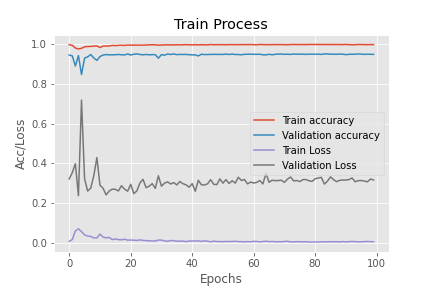 Train Process
Acc/Loss
1.0
0.8
0.6
0.4
0.2
0.0
Train accuracy
Validation accuracy
Train Loss
Validation Loss
0 20 40 60 80 100
Epochs